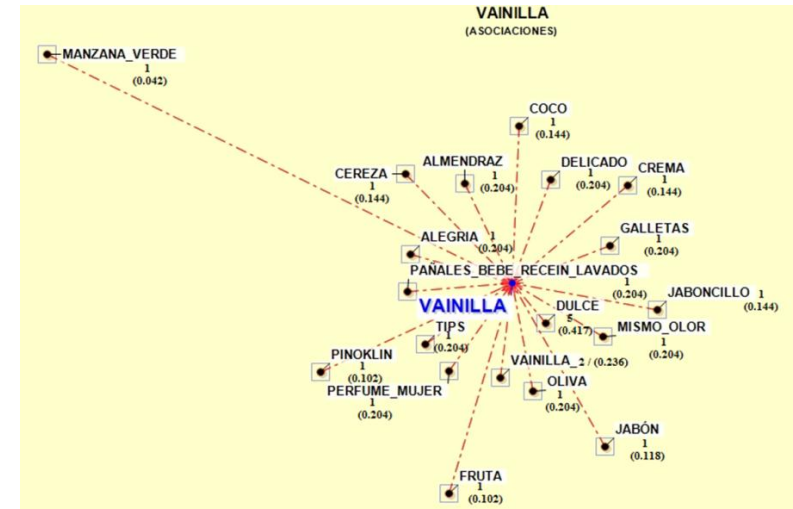 VAINILLA
(ASOCIACIONES)
MANZANA_VERDE
1
(0.042)
COCO
1
(0.144)
CEREZA
1
(0.144)
ALMENDRAZ
1
(0.204)
DELICADO
1
(0.204)
CREMA
1
(0.144)
ALEGRIA
1
(0.204)
GALLETAS
1
(0.204)
PAÑALES_BEBE_RECEIN_LAVADOS
1
(0.204)
JABONCILLO 1
(0.144)
VAINILLA
DULCE
5
(0.417)
MISMO_OLOR
1
(0.204)
TIPS
1
(0.204)
PINOKLIN
1
(0.102)
VAINILLA_2 / (0.236)
PERFUME_MUJER
1
(0.204)
OLIVA
1
(0.204)
JABÓN
1
(0.118)
FRUTA
1
(0.102)